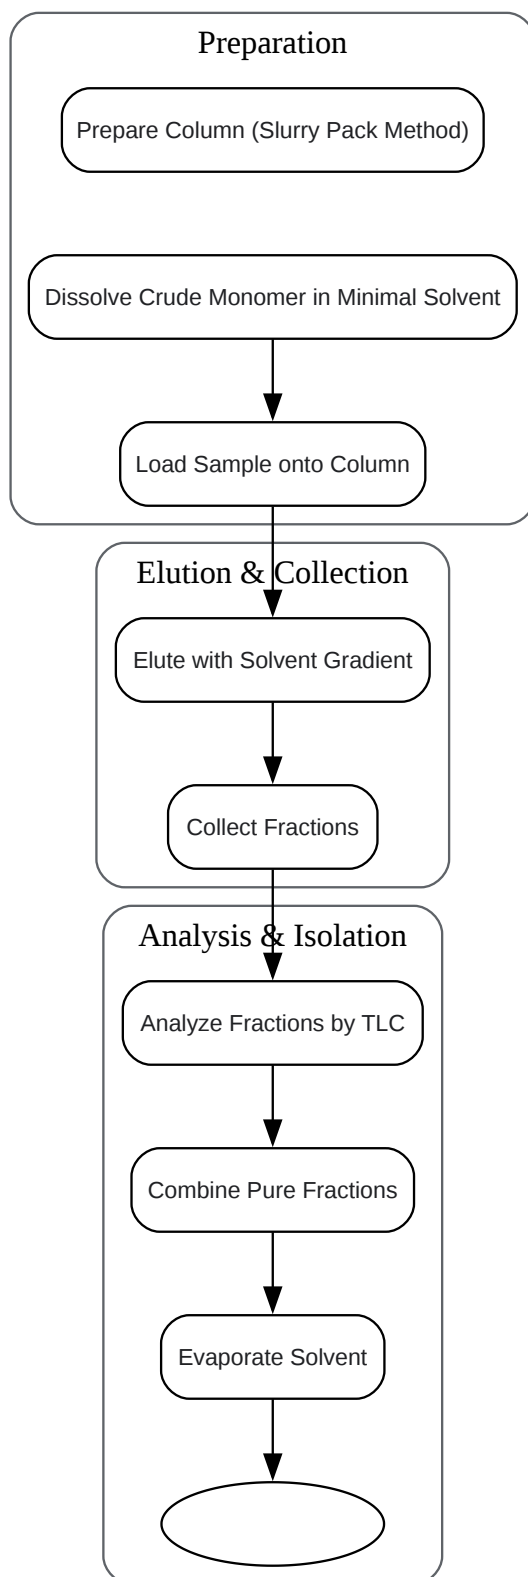 Preparation
Prepare Column (Slurry Pack Method)
Dissolve Crude Monomer in Minimal Solvent
Load Sample onto Column
Elution & Collection
Elute with Solvent Gradient
Collect Fractions
Analysis & Isolation
Analyze Fractions by TLC
Combine Pure Fractions
Evaporate Solvent